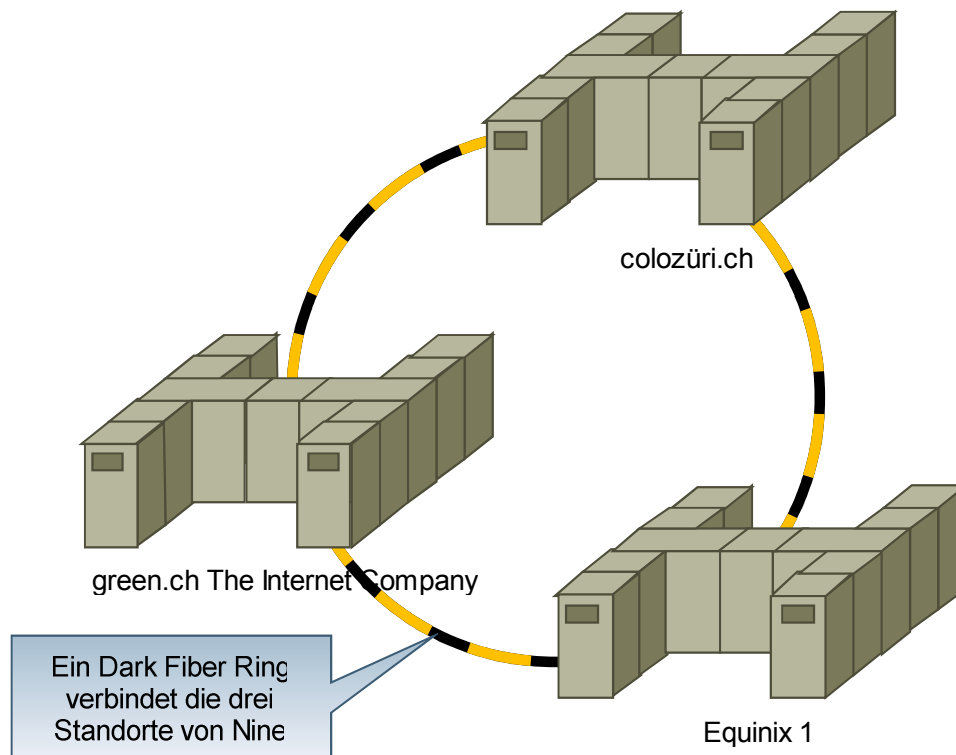 colozüri.ch
green.ch The Internet Company
Ein Dark Fiber Ring
verbindet die drei
Standorte von Nine
Equinix 1